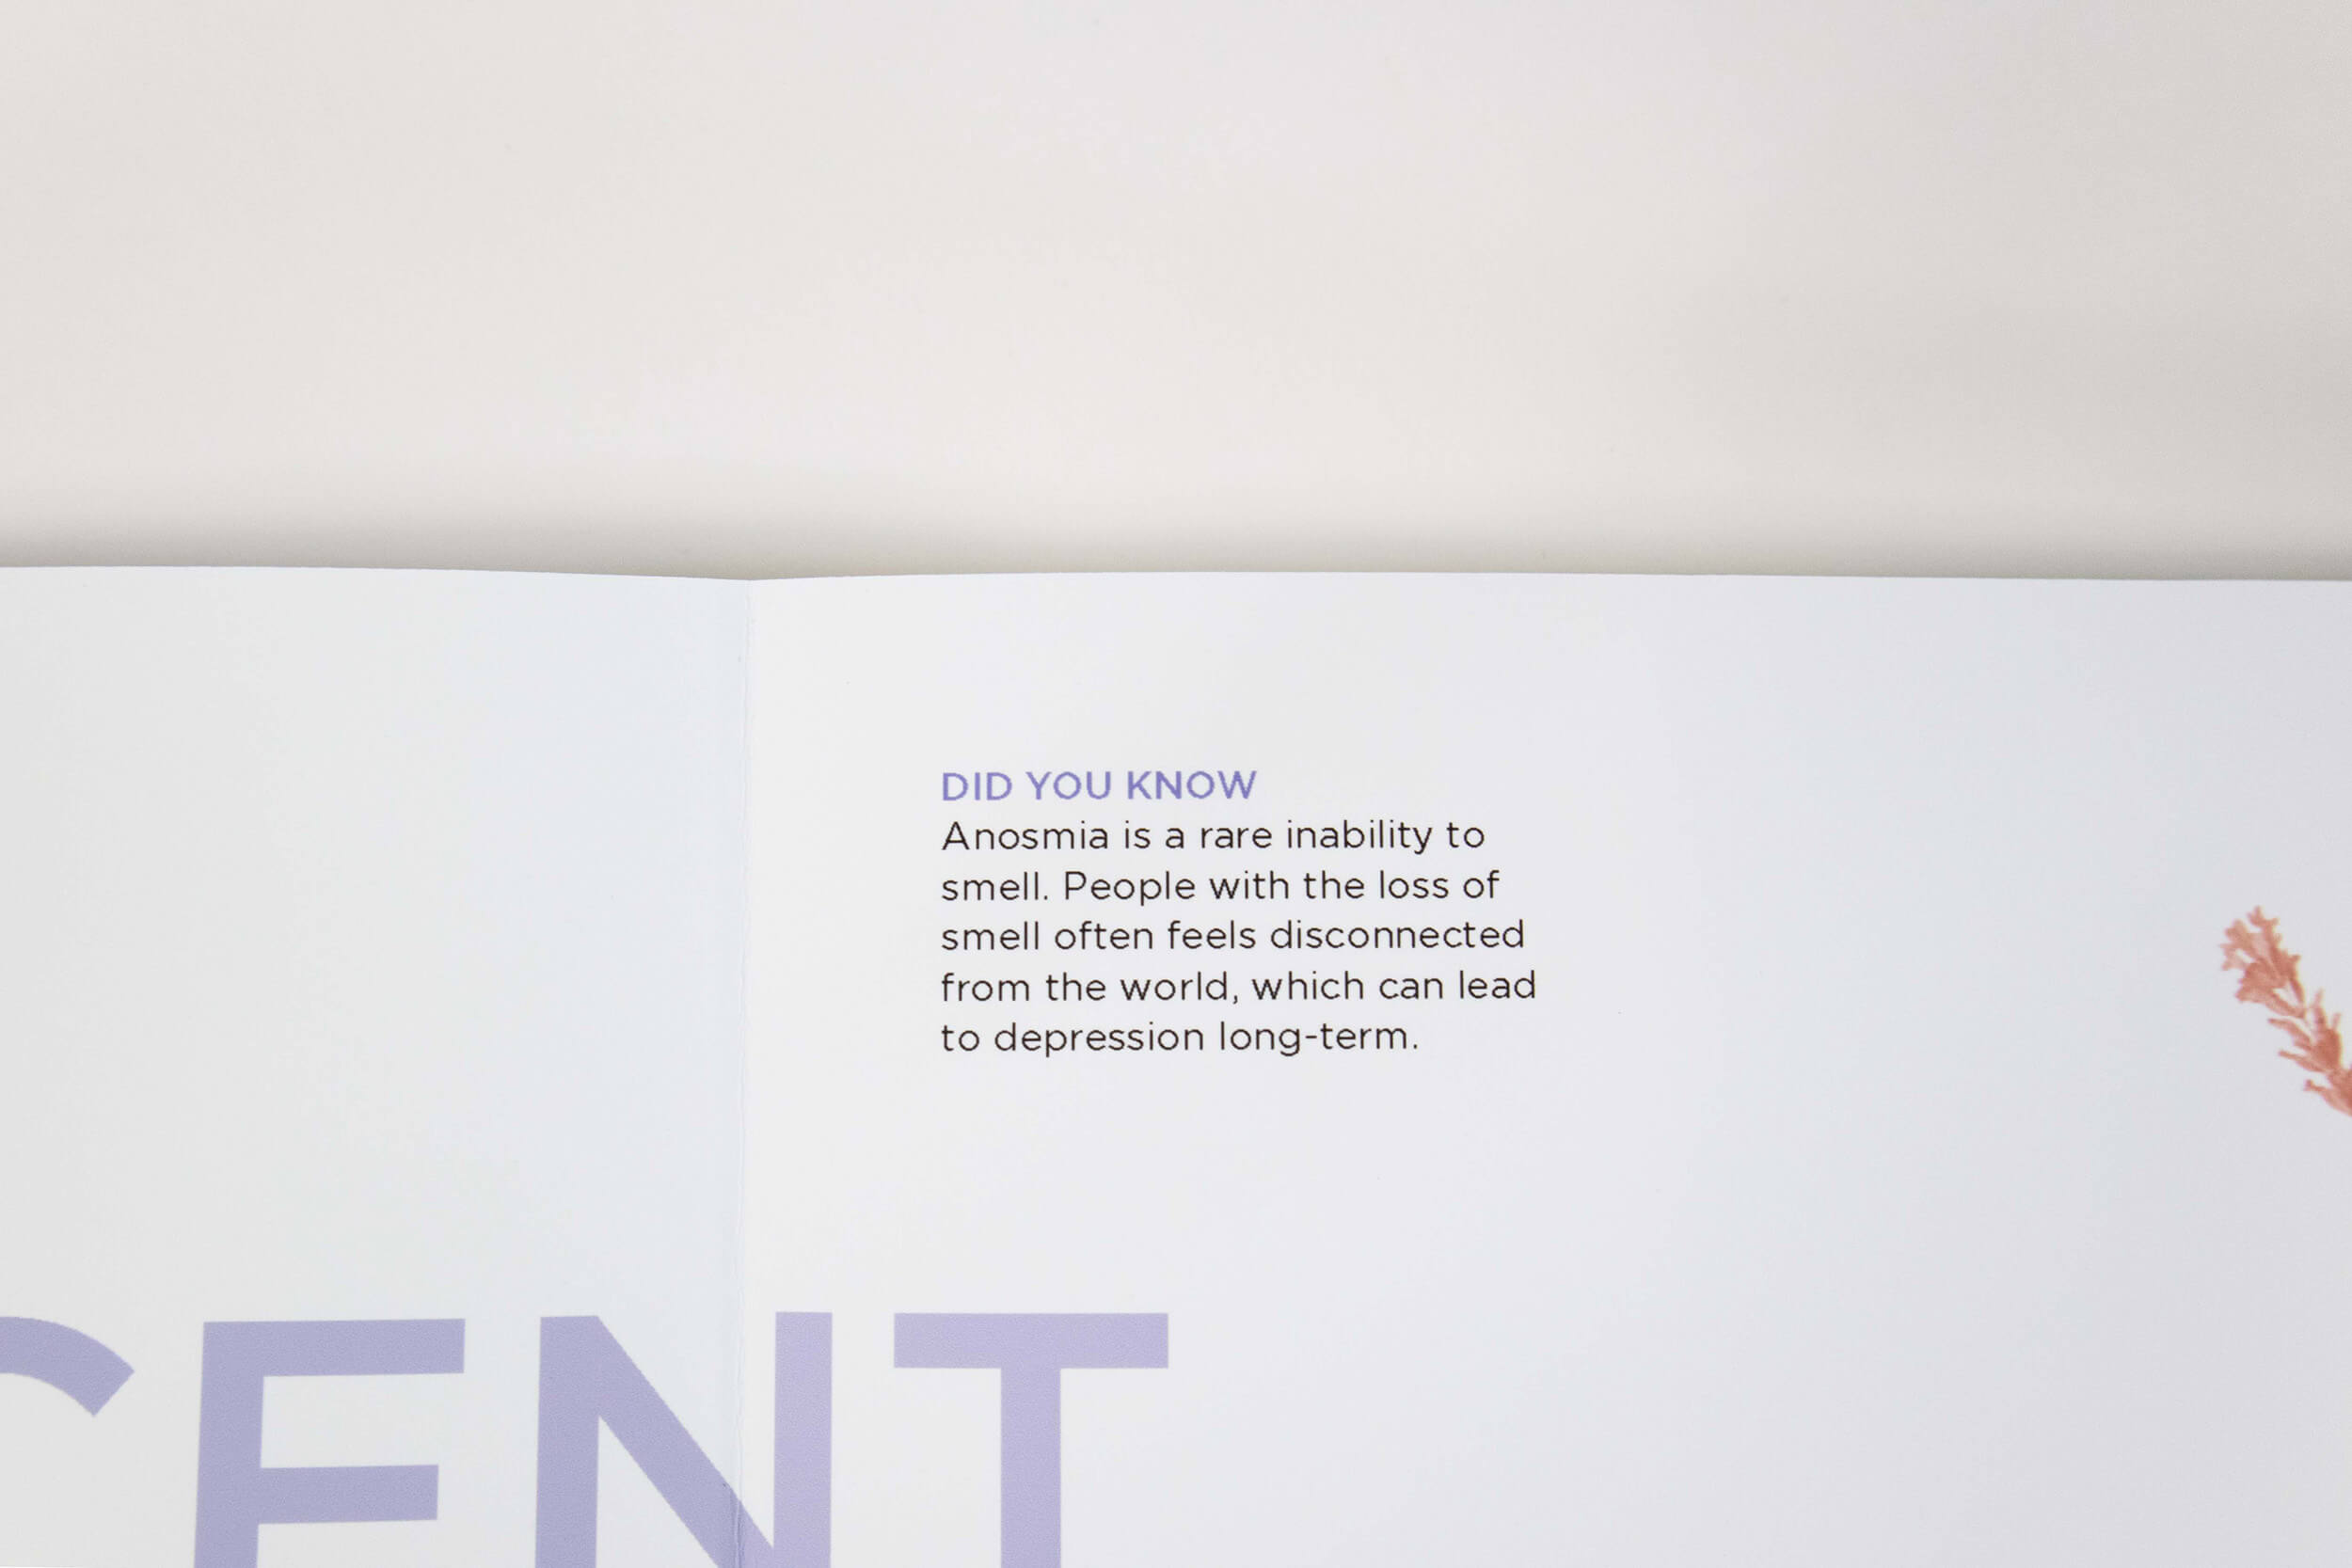 DID YOU KNOW
Anosmia is a rare inability to
smell. People with the loss of
smell often feels disconnected
from the world, which can lead
to depression long-term.
CENT